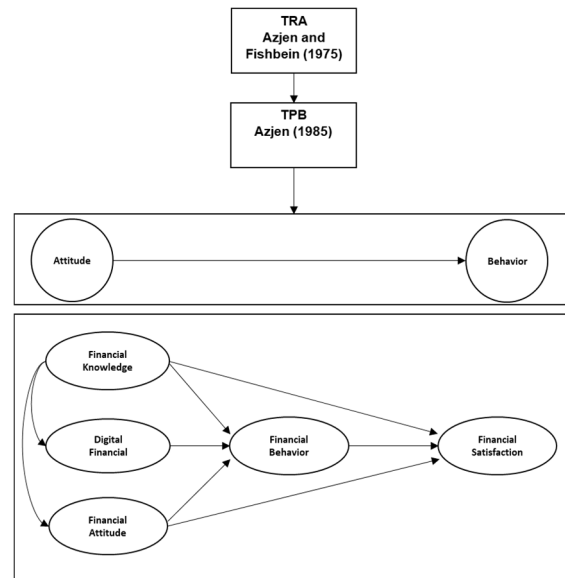 TRA
Azjen and
Fishbein (1975)
TPB
Azjen (1985)
Attitude
Behavior
Financial
Knowledge
Digital
Financial
Financial
Behavior
Financial
Satisfaction
Financial
Attitude